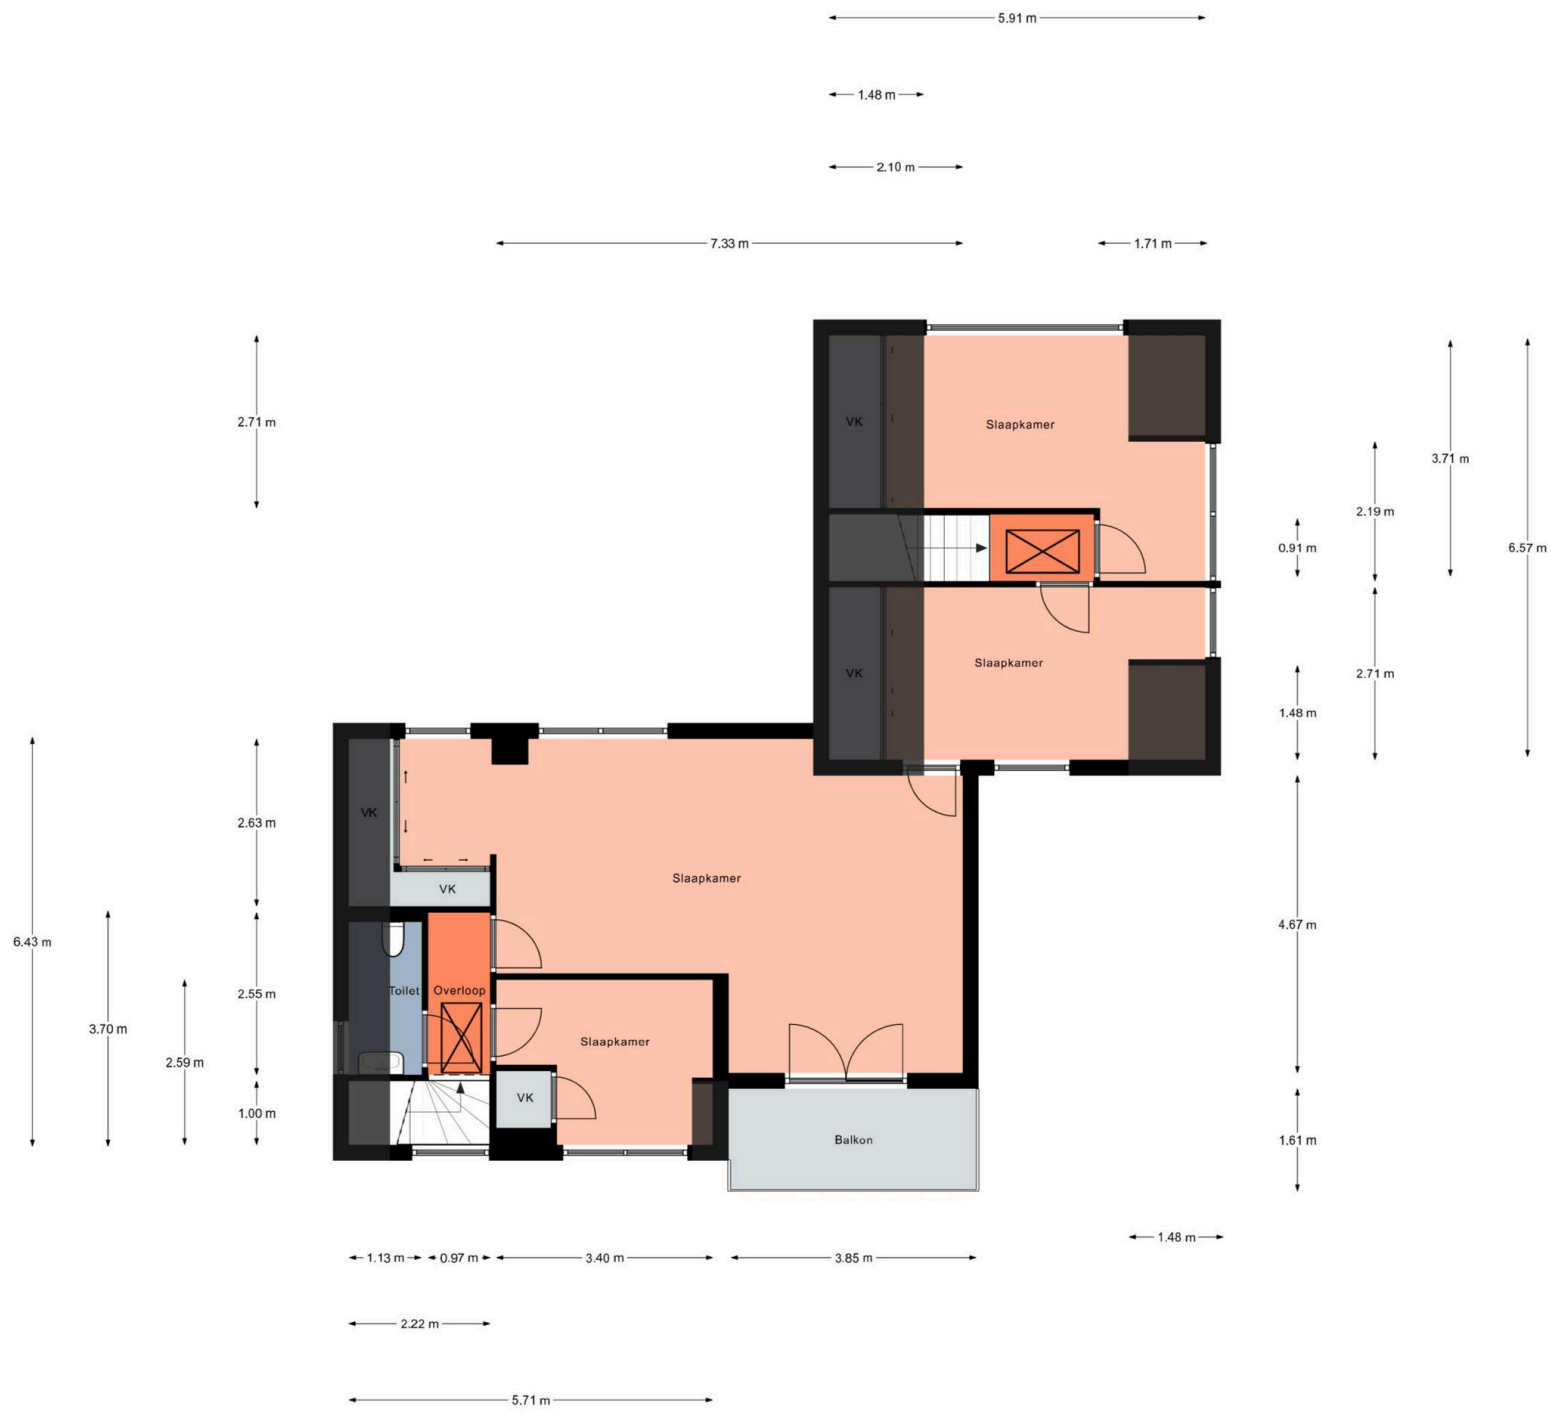 5.91 m
1.48 m
2.10 m
7.33 m
1.71 m
2.71 m
VK
Slaapkamer
3.71 m
2.19 m
0.91 m
6.57 m
VK
Slaapkamer
2.71 m
1.48 m
2.63 m
VK
VK
Slaapkamer
4.67 m
6.43 m
2.55 m
Toilet
Overloop
3.70 m
2.59 m
Slaapkamer
VK
1.00 m
Balkon
1.61 m
1.48 m
1.13 m
0.97 m
3.40 m
3.85 m
2.22 m
5.71 m